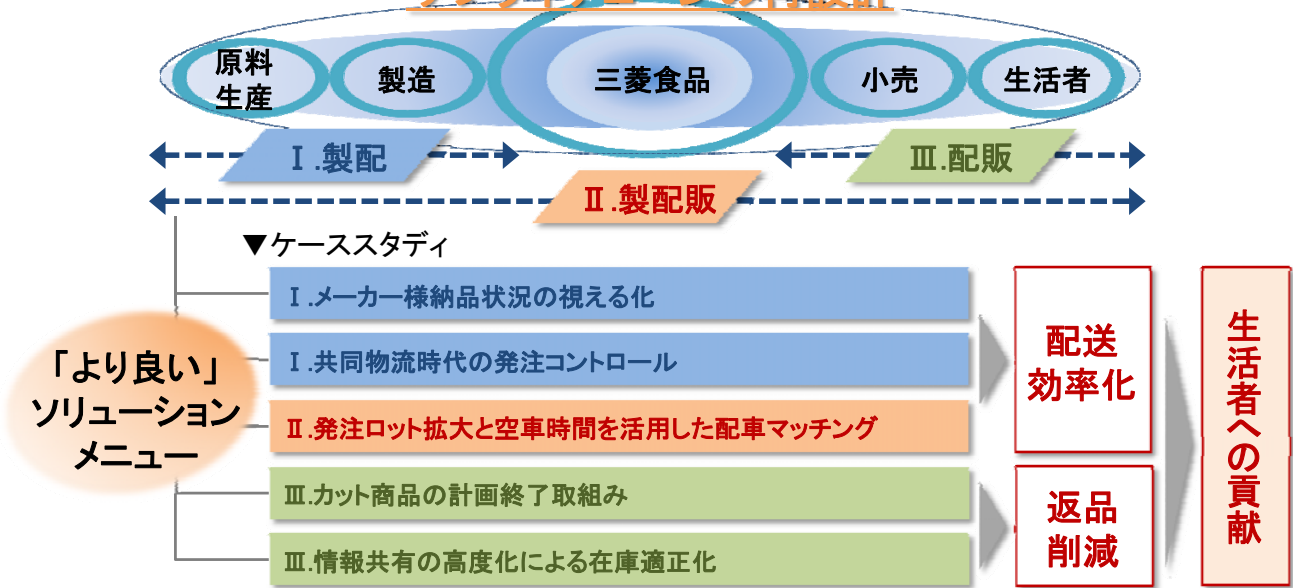 原料
生産
製造
三菱食品
小売
生活者
Ⅰ.製配
Ⅲ.配販
Ⅱ.製配販
▼ケーススタディ
Ⅰ.メーカー様納品状況の視える化
Ⅰ.共同物流時代の発注コントロール
Ⅱ.発注ロット拡大と空車時間を活用した配車マッチング
Ⅲ.カット商品の計画終了取組み
Ⅲ.情報共有の高度化による在庫適正化
「より良い」
ソリューション
メニュー
配送
効率化
返品
削減
生活者への貢献